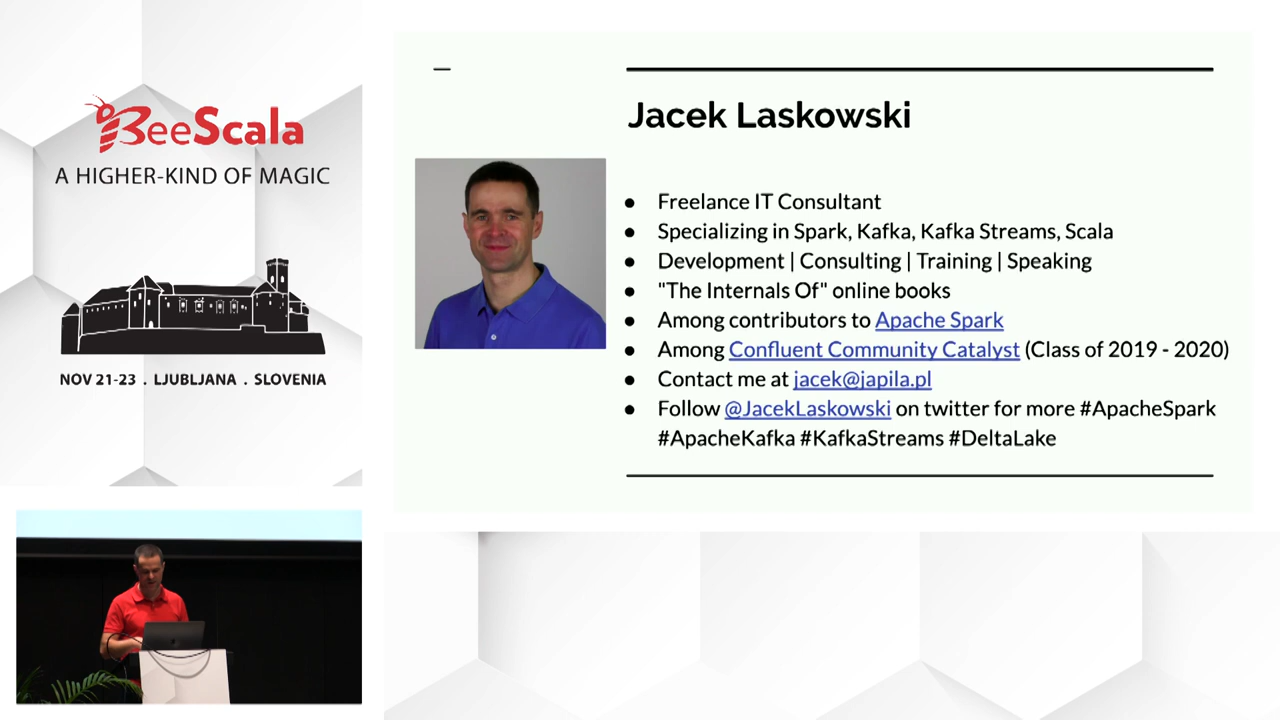 BeeScala
A HIGHER-KIND OF MAGIC
NOV 21-23 . LJUBLJANA . SLOVENIA
Jacek Laskowski
● Freelance IT Consultant
● Specializing in Spark, Kafka, Kafka Streams, Scala
● Development | Consulting | Training | Speaking
● "The Internals Of" online books
● Among contributors to Apache Spark
● Among Confluent Community Catalyst (Class of 2019 - 2020)
● Contact me at jacek@japila.pl
● Follow @JacekLaskowski on twitter for more #ApacheSpark
#ApacheKafka #KafkaStreams #DeltaLake